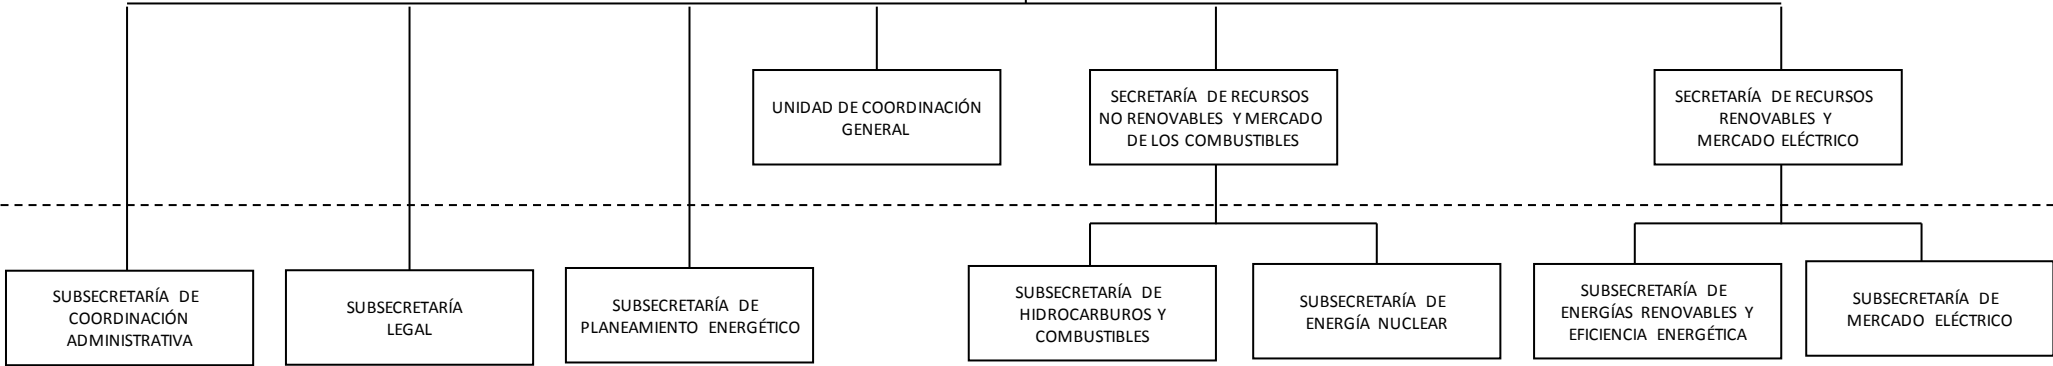 UNIDAD DE COORDINACIÓN
GENERAL
SECRETARÍA DE RECURSOS
NO RENOVABLES Y MERCADO
DE LOS COMBUSTIBLES
SECRETARÍA DE RECURSOS
RENOVABLES Y
MERCADO ELÉCTRICO
SUBSECRETARÍA DE
COORDINACIÓN
ADMINISTRATIVA
SUBSECRETARÍA
LEGAL
SUBSECRETARÍA DE
PLANEAMIENTO ENERGÉTICO
SUBSECRETARÍA DE
HIDROCARBUROS Y
COMBUSTIBLES
SUBSECRETARÍA DE
ENERGÍA NUCLEAR
SUBSECRETARÍA DE
ENERGÍAS RENOVABLES Y
EFICIENCIA ENERGÉTICA
SUBSECRETARÍA DE
MERCADO ELÉCTRICO